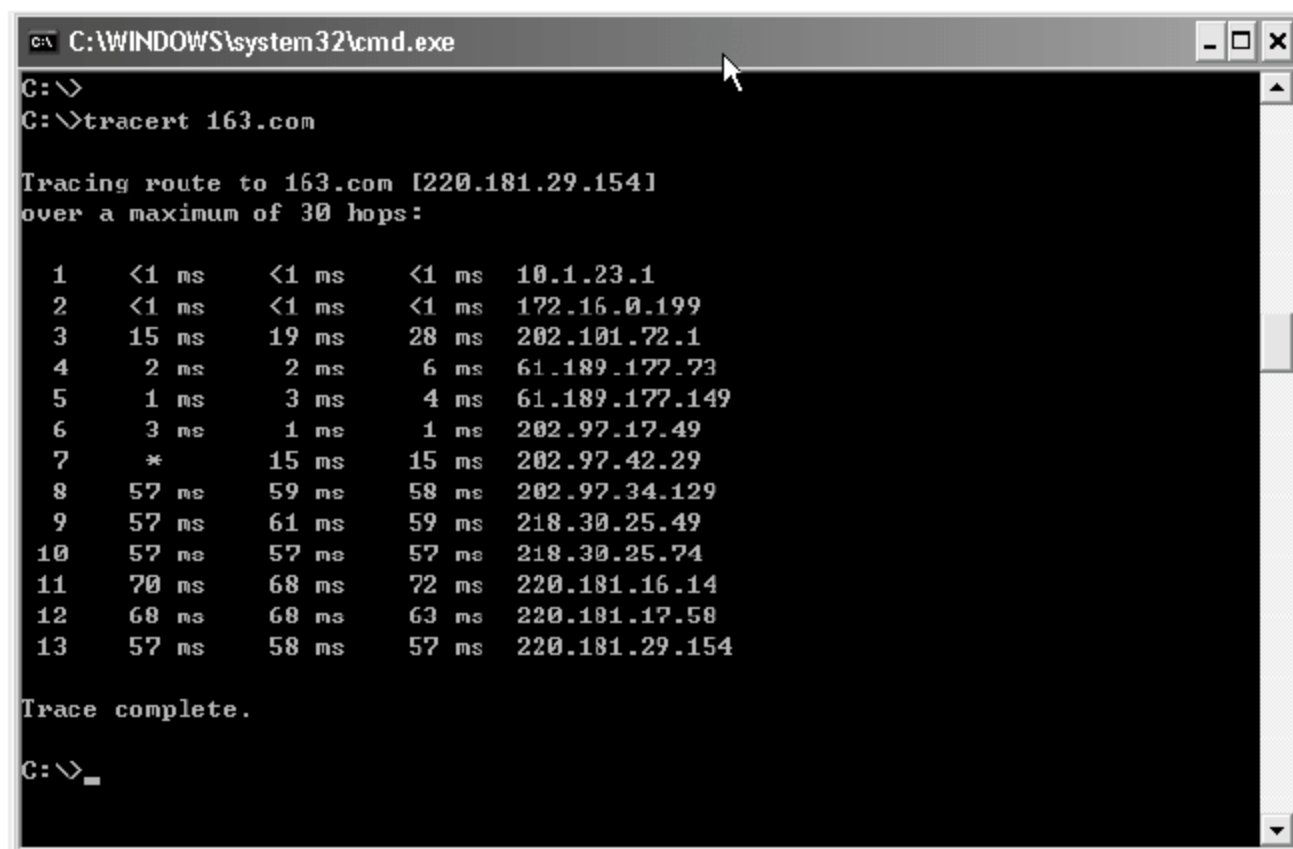 C:\WINDOWS\system32\cmd.exe
C:\>
C:\>tracert 163.com
Tracing route to 163.com [220.181.29.154]
over a maximum of 30 hops:
1 <1 ms <1 ms <1 ms 10.1.23.1
2 <1 ms <1 ms <1 ms 172.16.0.199
3 15 ms 19 ms 28 ms 202.101.72.1
4 2 ms 2 ms 6 ms 61.189.177.73
5 1 ms 3 ms 4 ms 61.189.177.149
6 3 ms 1 ms 1 ms 202.97.17.49
7 * 15 ms 15 ms 202.97.42.29
8 57 ms 59 ms 58 ms 202.97.34.129
9 57 ms 61 ms 59 ms 218.30.25.49
10 57 ms 57 ms 57 ms 218.30.25.74
11 70 ms 68 ms 72 ms 220.181.16.14
12 68 ms 68 ms 63 ms 220.181.17.58
13 57 ms 58 ms 57 ms 220.181.29.154
Trace complete.
C:\>_